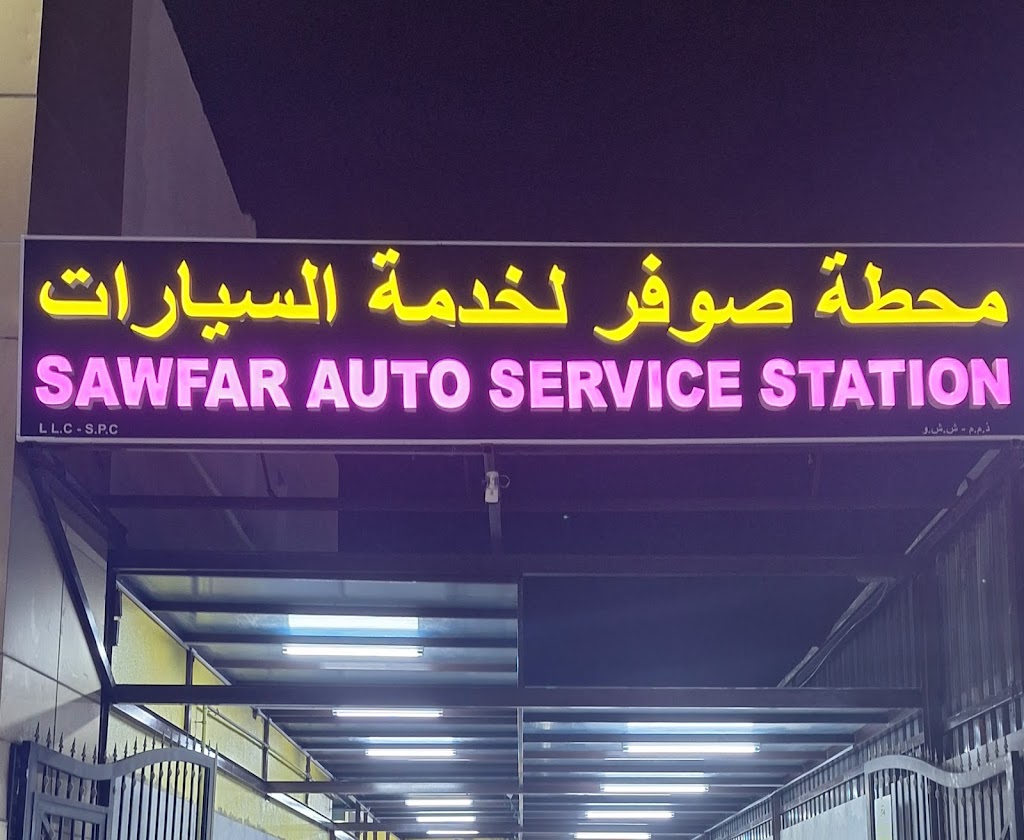 محطة صوفر لخدمة السيارات
SAWFAR AUTO SERVICE STATION
L L.C - S.P.C
ذ.م.م - ش.ش.و